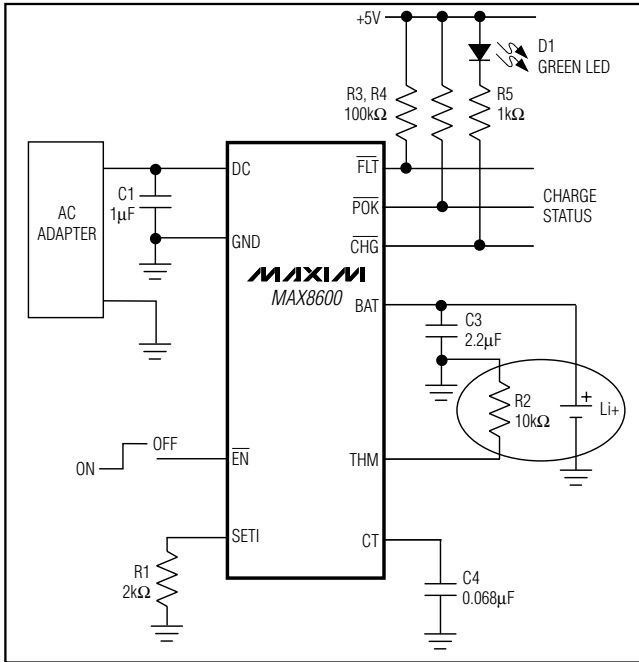 +5V
D1
GREEN LED
R3, R4
100kΩ
R5
1kΩ
AC
ADAPTER
C1
1µF
DC
GND
FLT
POK
CHG
CHARGE
STATUS
MAXIM
MAX8600
BAT
C3
2.2µF
R2
10kΩ
+
Li+
ON
OFF
EN
THM
SETI
CT
R1
2kΩ
C4
0.068µF